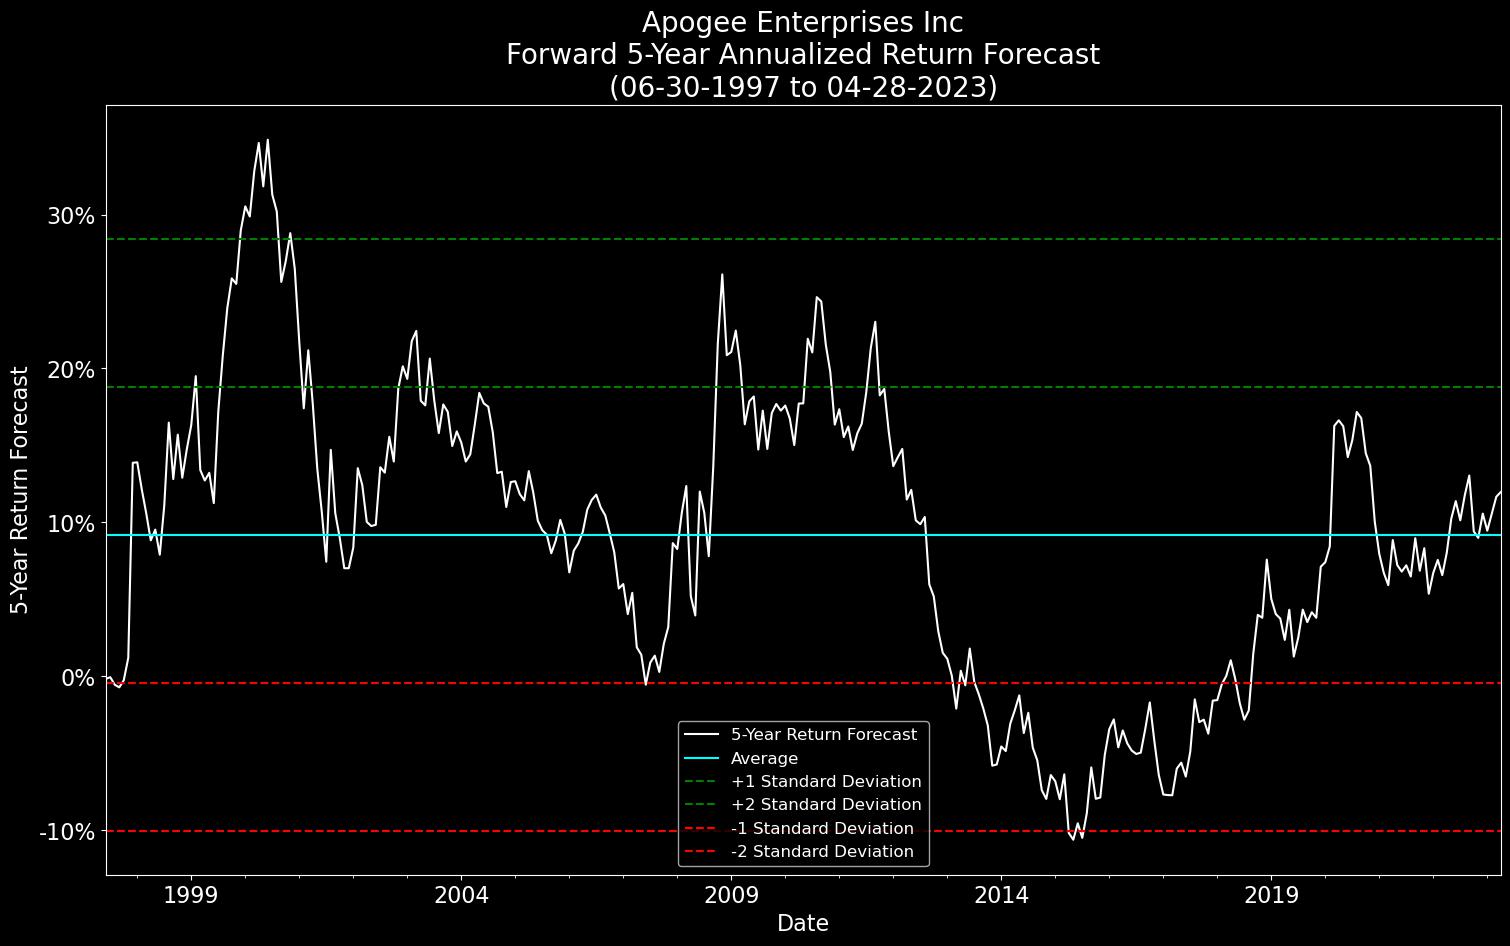 Apogee Enterprises Inc
Forward 5-Year Annualized Return Forecast
(06-30-1997 to 04-28-2023)
5-Year Return Forecast
30%
20%
10%
0%
-10%
5-Year Return Forecast
Average
+1 Standard Deviation
+2 Standard Deviation
-1 Standard Deviation
-2 Standard Deviation
1999
2004
2009
2014
2019
Date